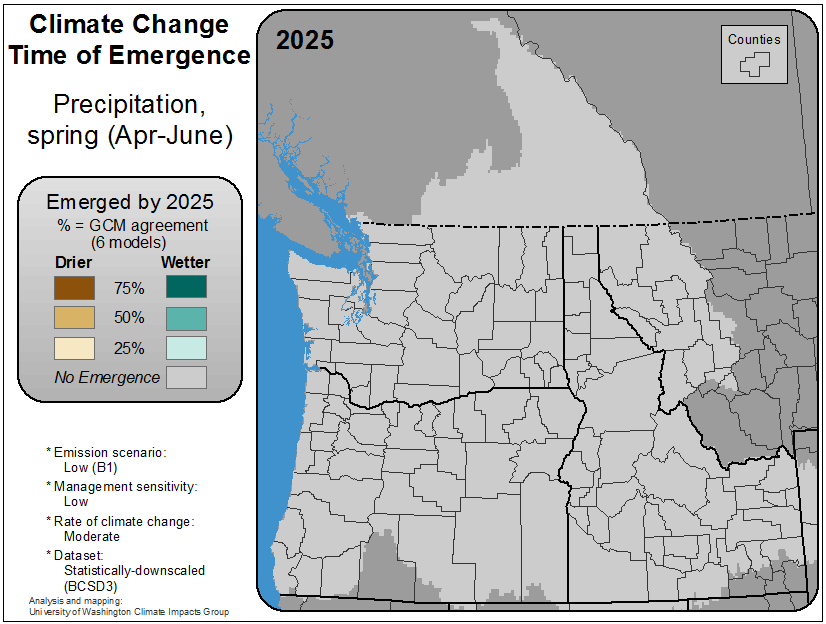 Climate Change
Time of Emergence
Precipitation,
spring (Apr-June)
Emerged by 2025
% = GCM agreement
(6 models)
Drier Wetter
75%
50%
25%
No Emergence
* Emission scenario:
Low (B1)
* Management sensitivity:
Low
* Rate of climate change:
Moderate
* Dataset:
Statistically-downscaled
(BCSD3)
Analysis and mapping:
University of Washington Climate Impacts Group
2025
Counties